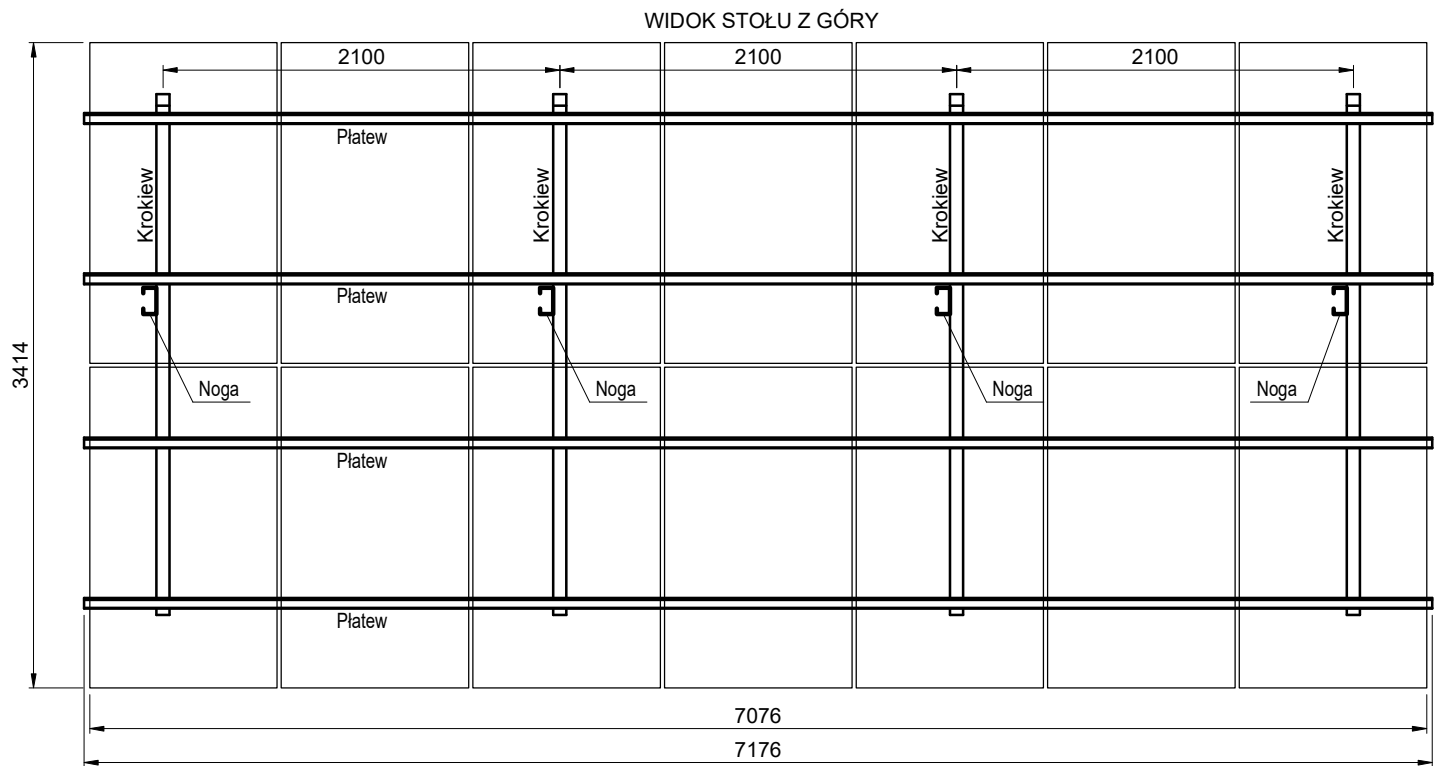 WIDOK STOŁU Z GÓRY
2100
2100
2100
Płatew
Krokiew
Krokiew
Krokiew
Krokiew
Płatew
3414
Noga
Noga
Noga
Noga
Płatew
Płatew
7076
7176